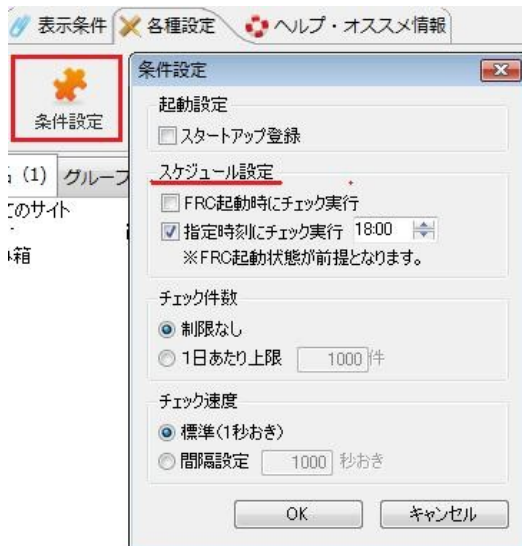 表示条件 各種設定 ヘルプ・オススメ情報
条件設定
(1) グループ
てのサイト
箱
条件設定
起動設定
スタートアップ登録
スケジュール設定
FRC起動時にチェック実行
指定時刻にチェック実行 18:00
※FRC起動状態が前提となります。
チェック件数
制限なし
1日あたり上限 1000 件
チェック速度
標準(1秒おき)
間隔設定 1000 秒おき
OK キャンセル